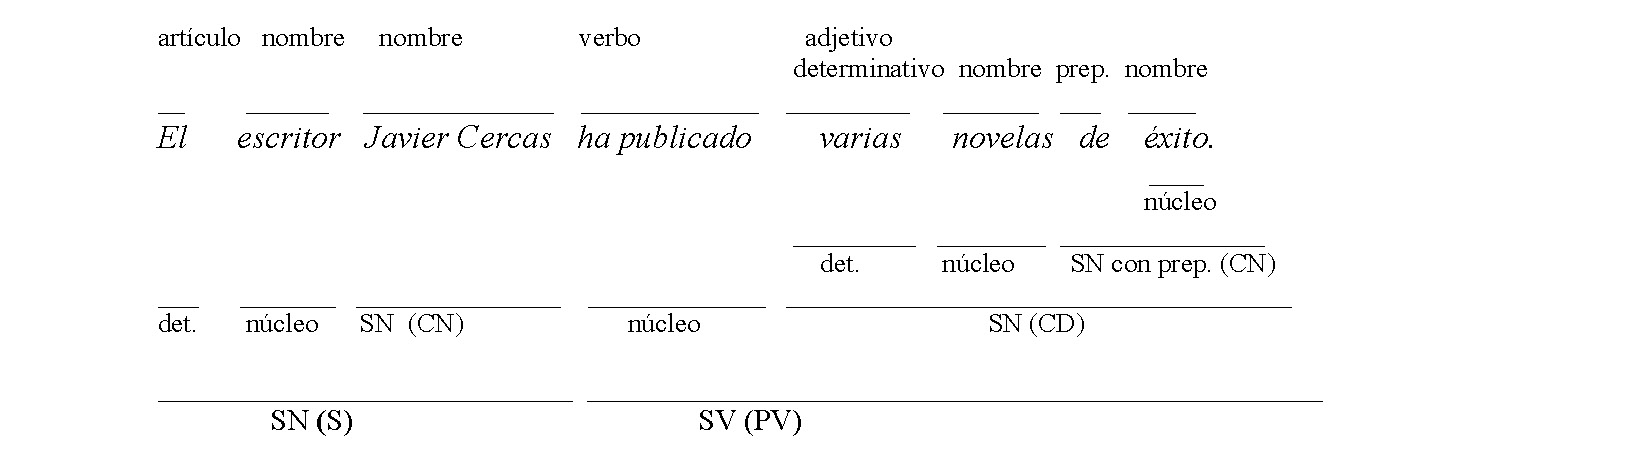 artículo nombre nombre verbo adjetivo
determinativo nombre prep. nombre
El escritor Javier Cercas ha publicado varias novelas de éxito.
núcleo
det. núcleo SN con prep. (CN)
det. núcleo SN (CN) núcleo SN (CD)
SN (S) SV (PV)